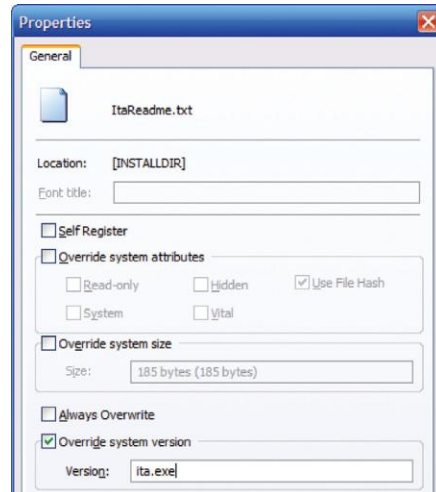 Properties
General
ItaReadme.txt
Location: [INSTALLDIR]
Font title:
Self Register
Override system attributes
Read-only Hidden Use File Hash
System Vital
Override system size
Size: 185 bytes (185 bytes)
Always Overwrite
Override system version
Version: ita.exe